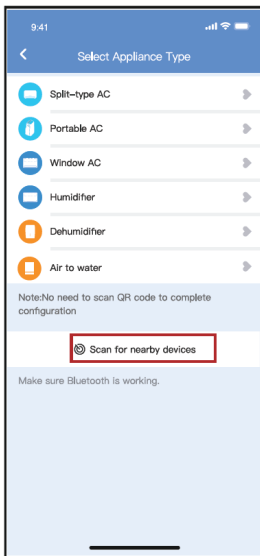 9:41
Select Appliance Type
Split-type AC
Portable AC
Window AC
Humidifier
Dehumidifier
Air to water
Note:No need to scan QR code to complete
configuration
Scan for nearby devices
Make sure Bluetooth is working.